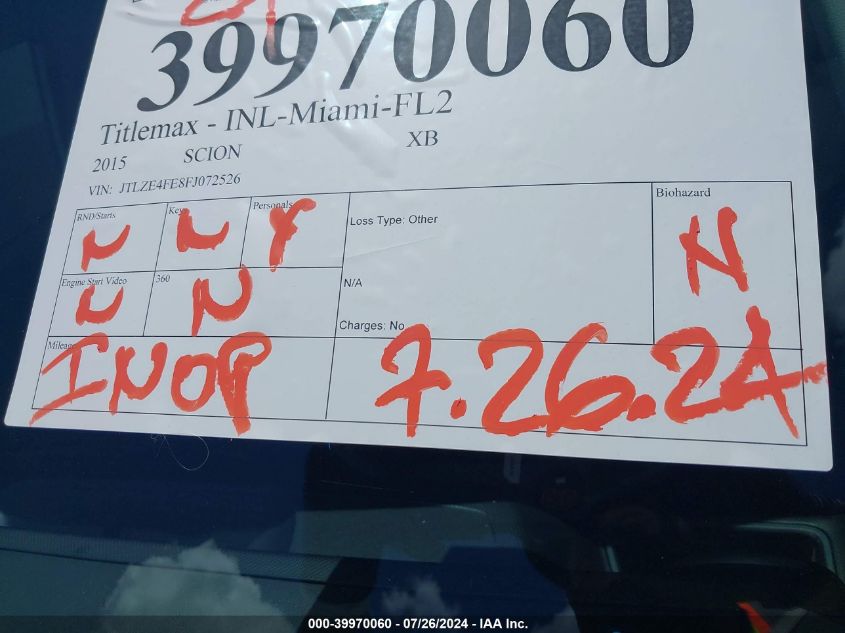 39970060
Titlemax - INL-Miami-FL2
2015 SCION XB
VIN: JTLZE4FE8FJ072526
RND/Starts Key Personals Loss Type: Other Biohazard
N N Y N
Engine Start Video 360 N/A
N N
Charges: No
Mileage
INOP 7.26.24
000-39970060 - 07/26/2024 - IAA Inc.